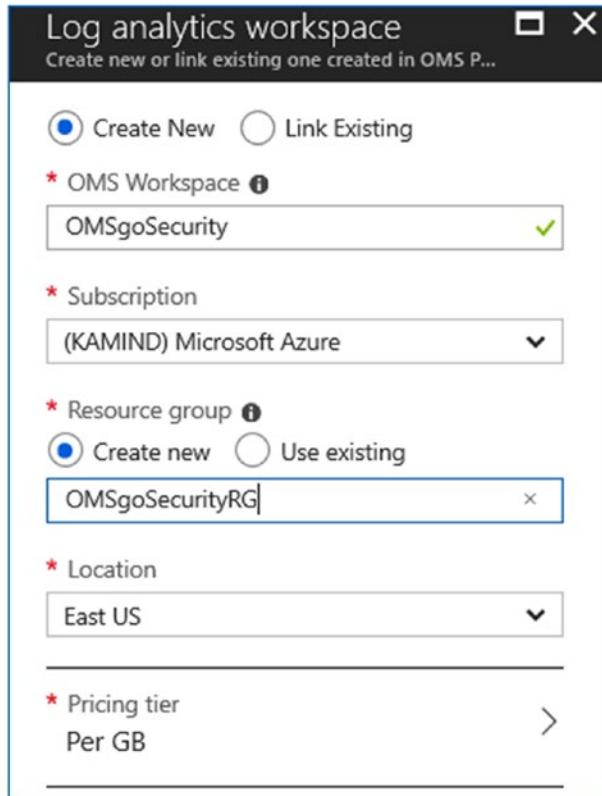 Log analytics workspace
Create new or link existing one created in OMS P...
Create New Link Existing
* OMS Workspace
OMSgoSecurity
* Subscription
(KAMIND) Microsoft Azure
* Resource group
Create new Use existing
OMSgoSecurityRG
* Location
East US
* Pricing tier
Per GB